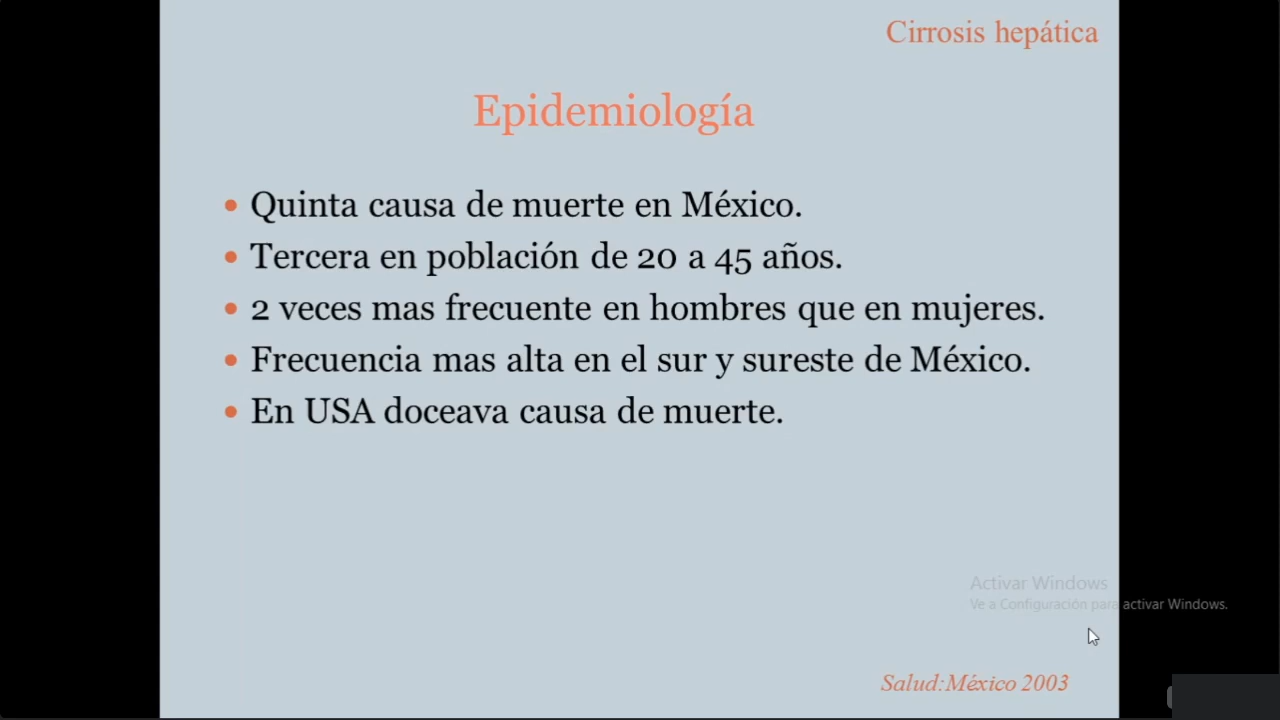 Cirrosis hepática
Epidemiología
• Quinta causa de muerte en México.
• Tercera en población de 20 a 45 años.
• 2 veces mas frecuente en hombres que en mujeres.
• Frecuencia mas alta en el sur y sureste de México.
• En USA doceava causa de muerte.
Activar Windows
Ve a Configuración para activar Windows.
Salud:México 2003